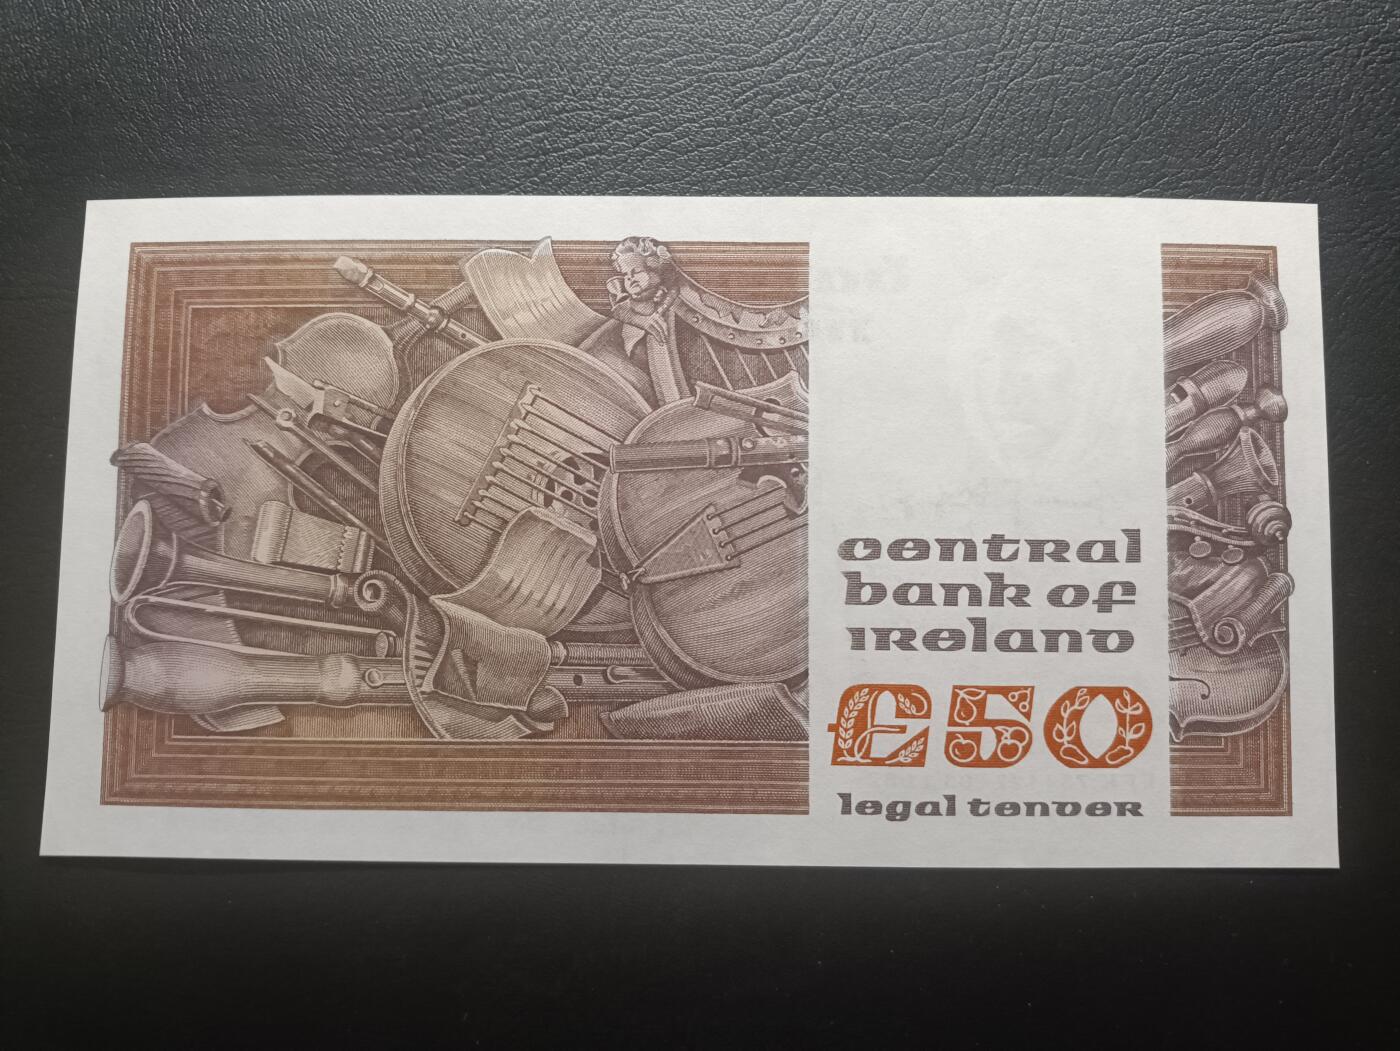 central
bank of
ireland
£50
legal tender